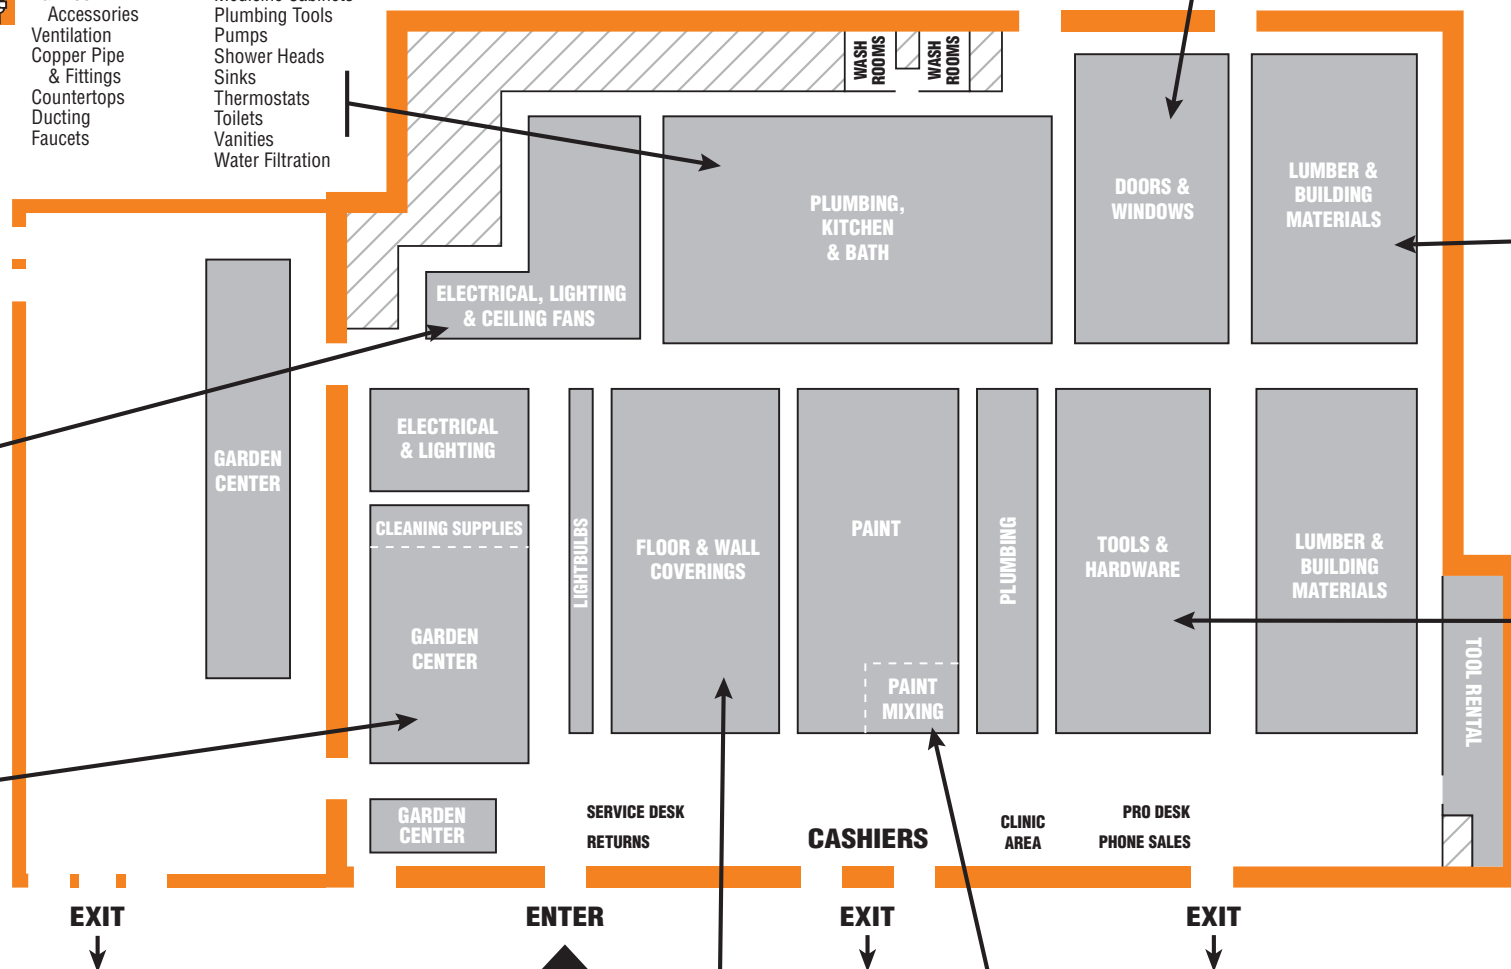 Accessories
Ventilation
Copper Pipe
& Fittings
Countertops
Ducting
Faucets
Medicine Cabinets
Plumbing Tools
Pumps
Shower Heads
Sinks
Thermostats
Toilets
Vanities
Water Filtration
WASH
ROOMS
WASH
ROOMS
PLUMBING,
KITCHEN
& BATH
DOORS &
WINDOWS
LUMBER &
BUILDING
MATERIALS
ELECTRICAL, LIGHTING
& CEILING FANS
GARDEN
CENTER
ELECTRICAL
& LIGHTING
CLEANING SUPPLIES
GARDEN
CENTER
LIGHTBULBS
FLOOR & WALL
COVERINGS
PAINT
PAINT
MIXING
PLUMBING
TOOLS &
HARDWARE
LUMBER &
BUILDING
MATERIALS
TOOL RENTAL
GARDEN
CENTER
SERVICE DESK
RETURNS
CASHIERS
CLINIC
AREA
PRO DESK
PHONE SALES
EXIT
ENTER
EXIT
EXIT